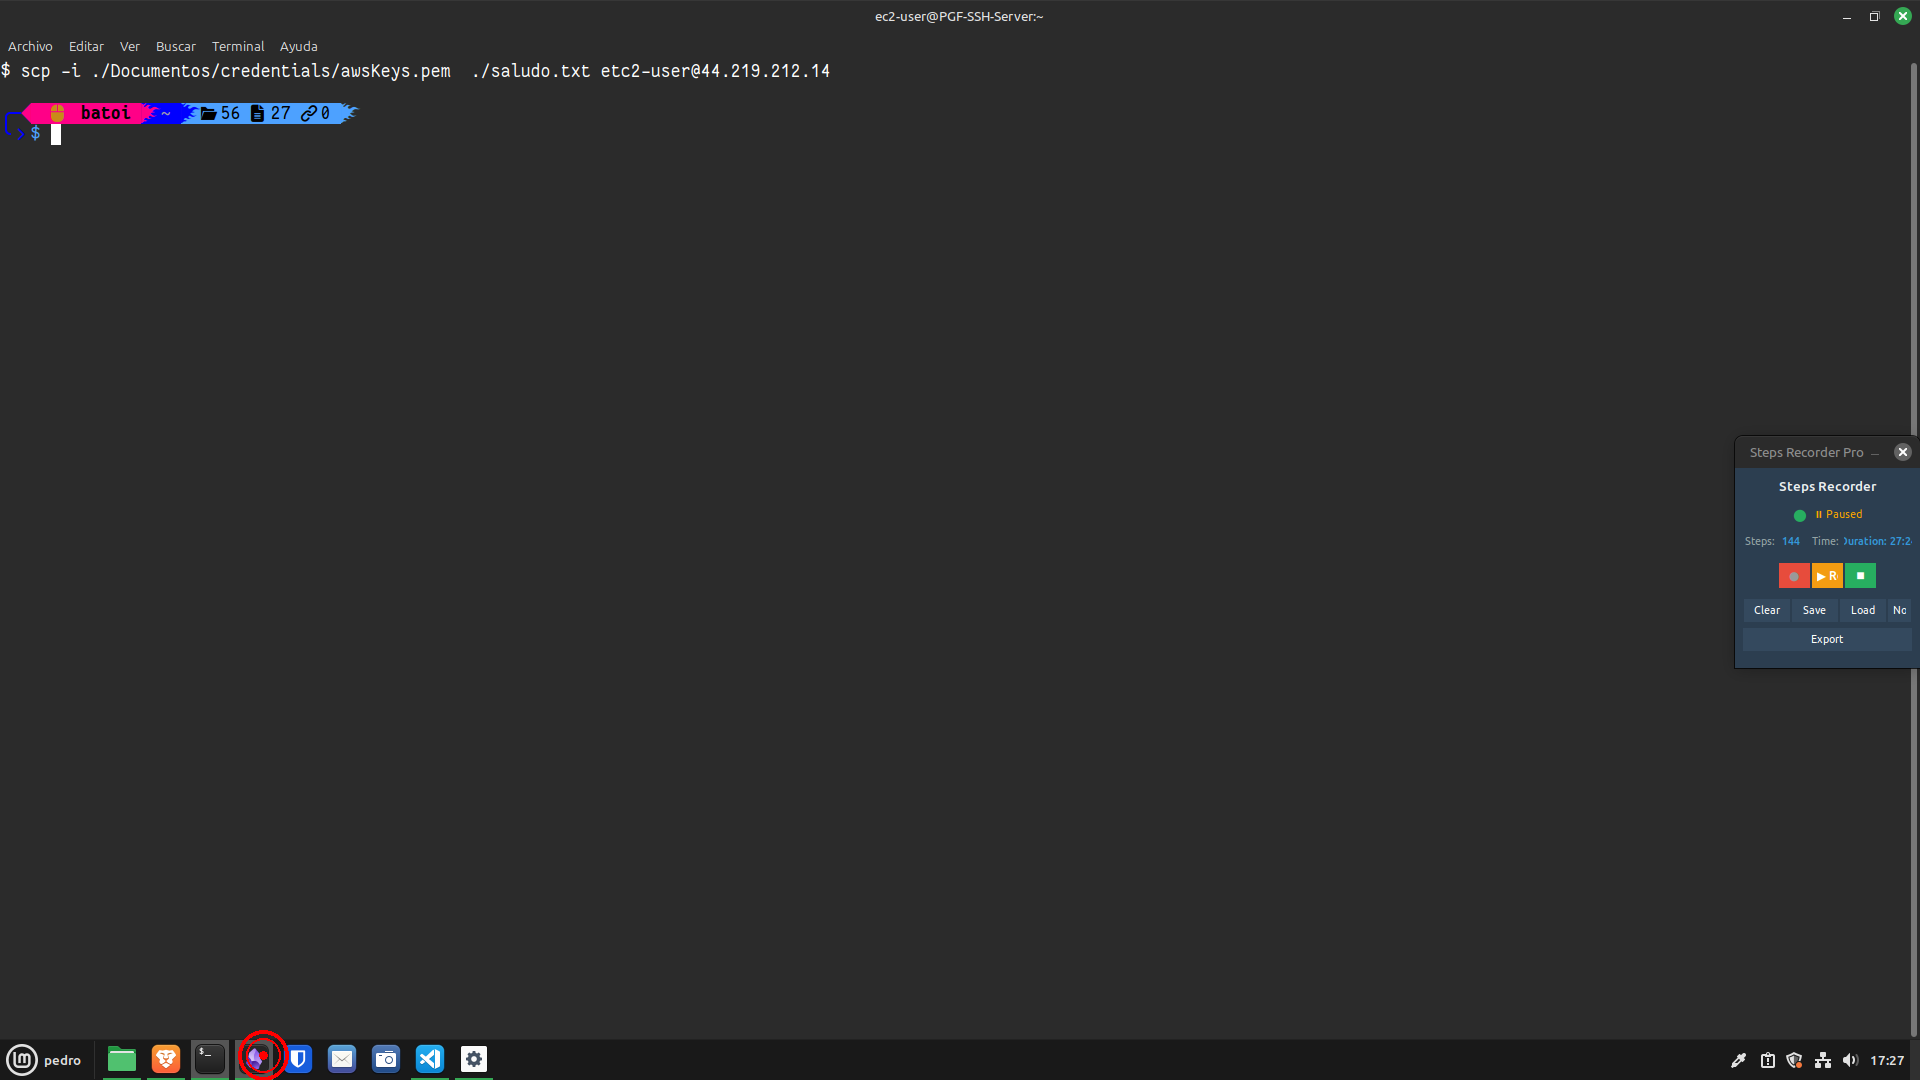 ec2-user@PGF-SSH-Server:~
Archivo Editar Ver Buscar Terminal Ayuda
$ scp -i ./Documentos/credentials/awsKeys.pem  ./saludo.txt etc2-user@44.219.212.14
batoi ~ 56 27 0
$
Steps Recorder Pro
Steps Recorder
Paused
Steps: 144 Time: Duration: 27:2
R
Clear Save Load No
Export
pedro
$_
17:27